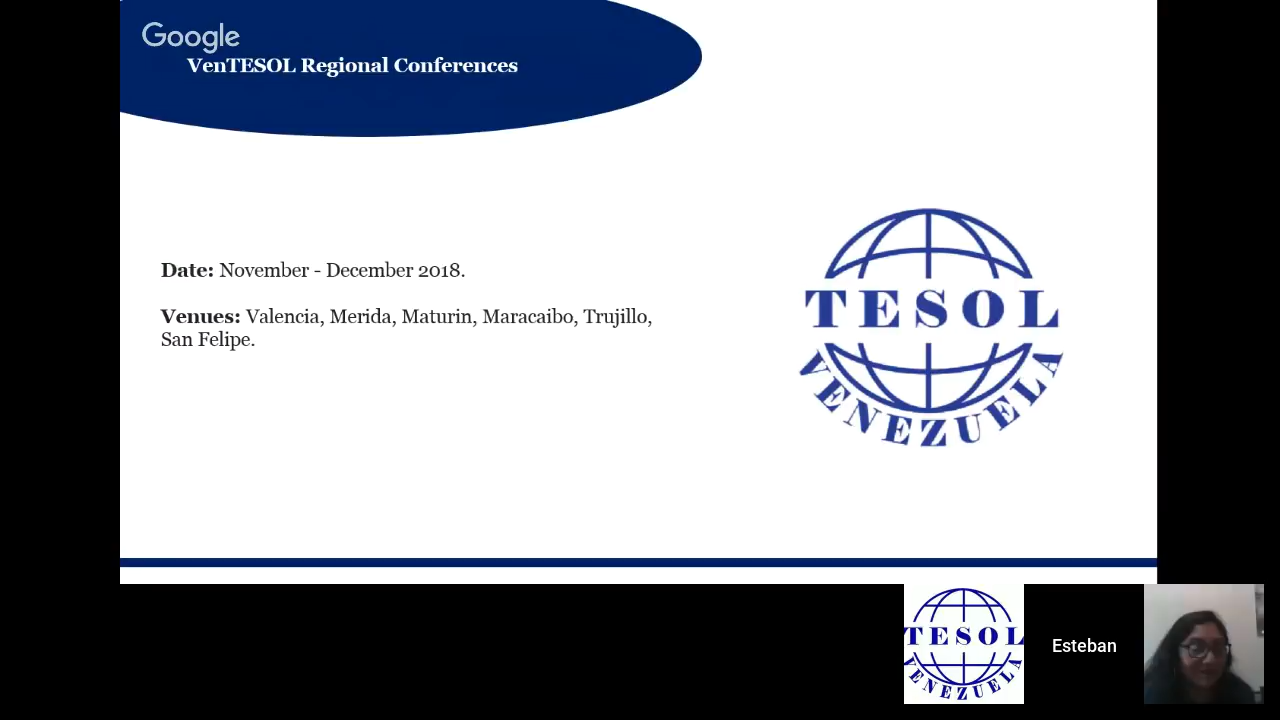 Google
VenTESOL Regional Conferences
Date: November - December 2018.
Venues: Valencia, Merida, Maturin, Maracaibo, Trujillo,
San Felipe.
TESOL
VENEZUELA
TESOL
VENEZUELA
Esteban